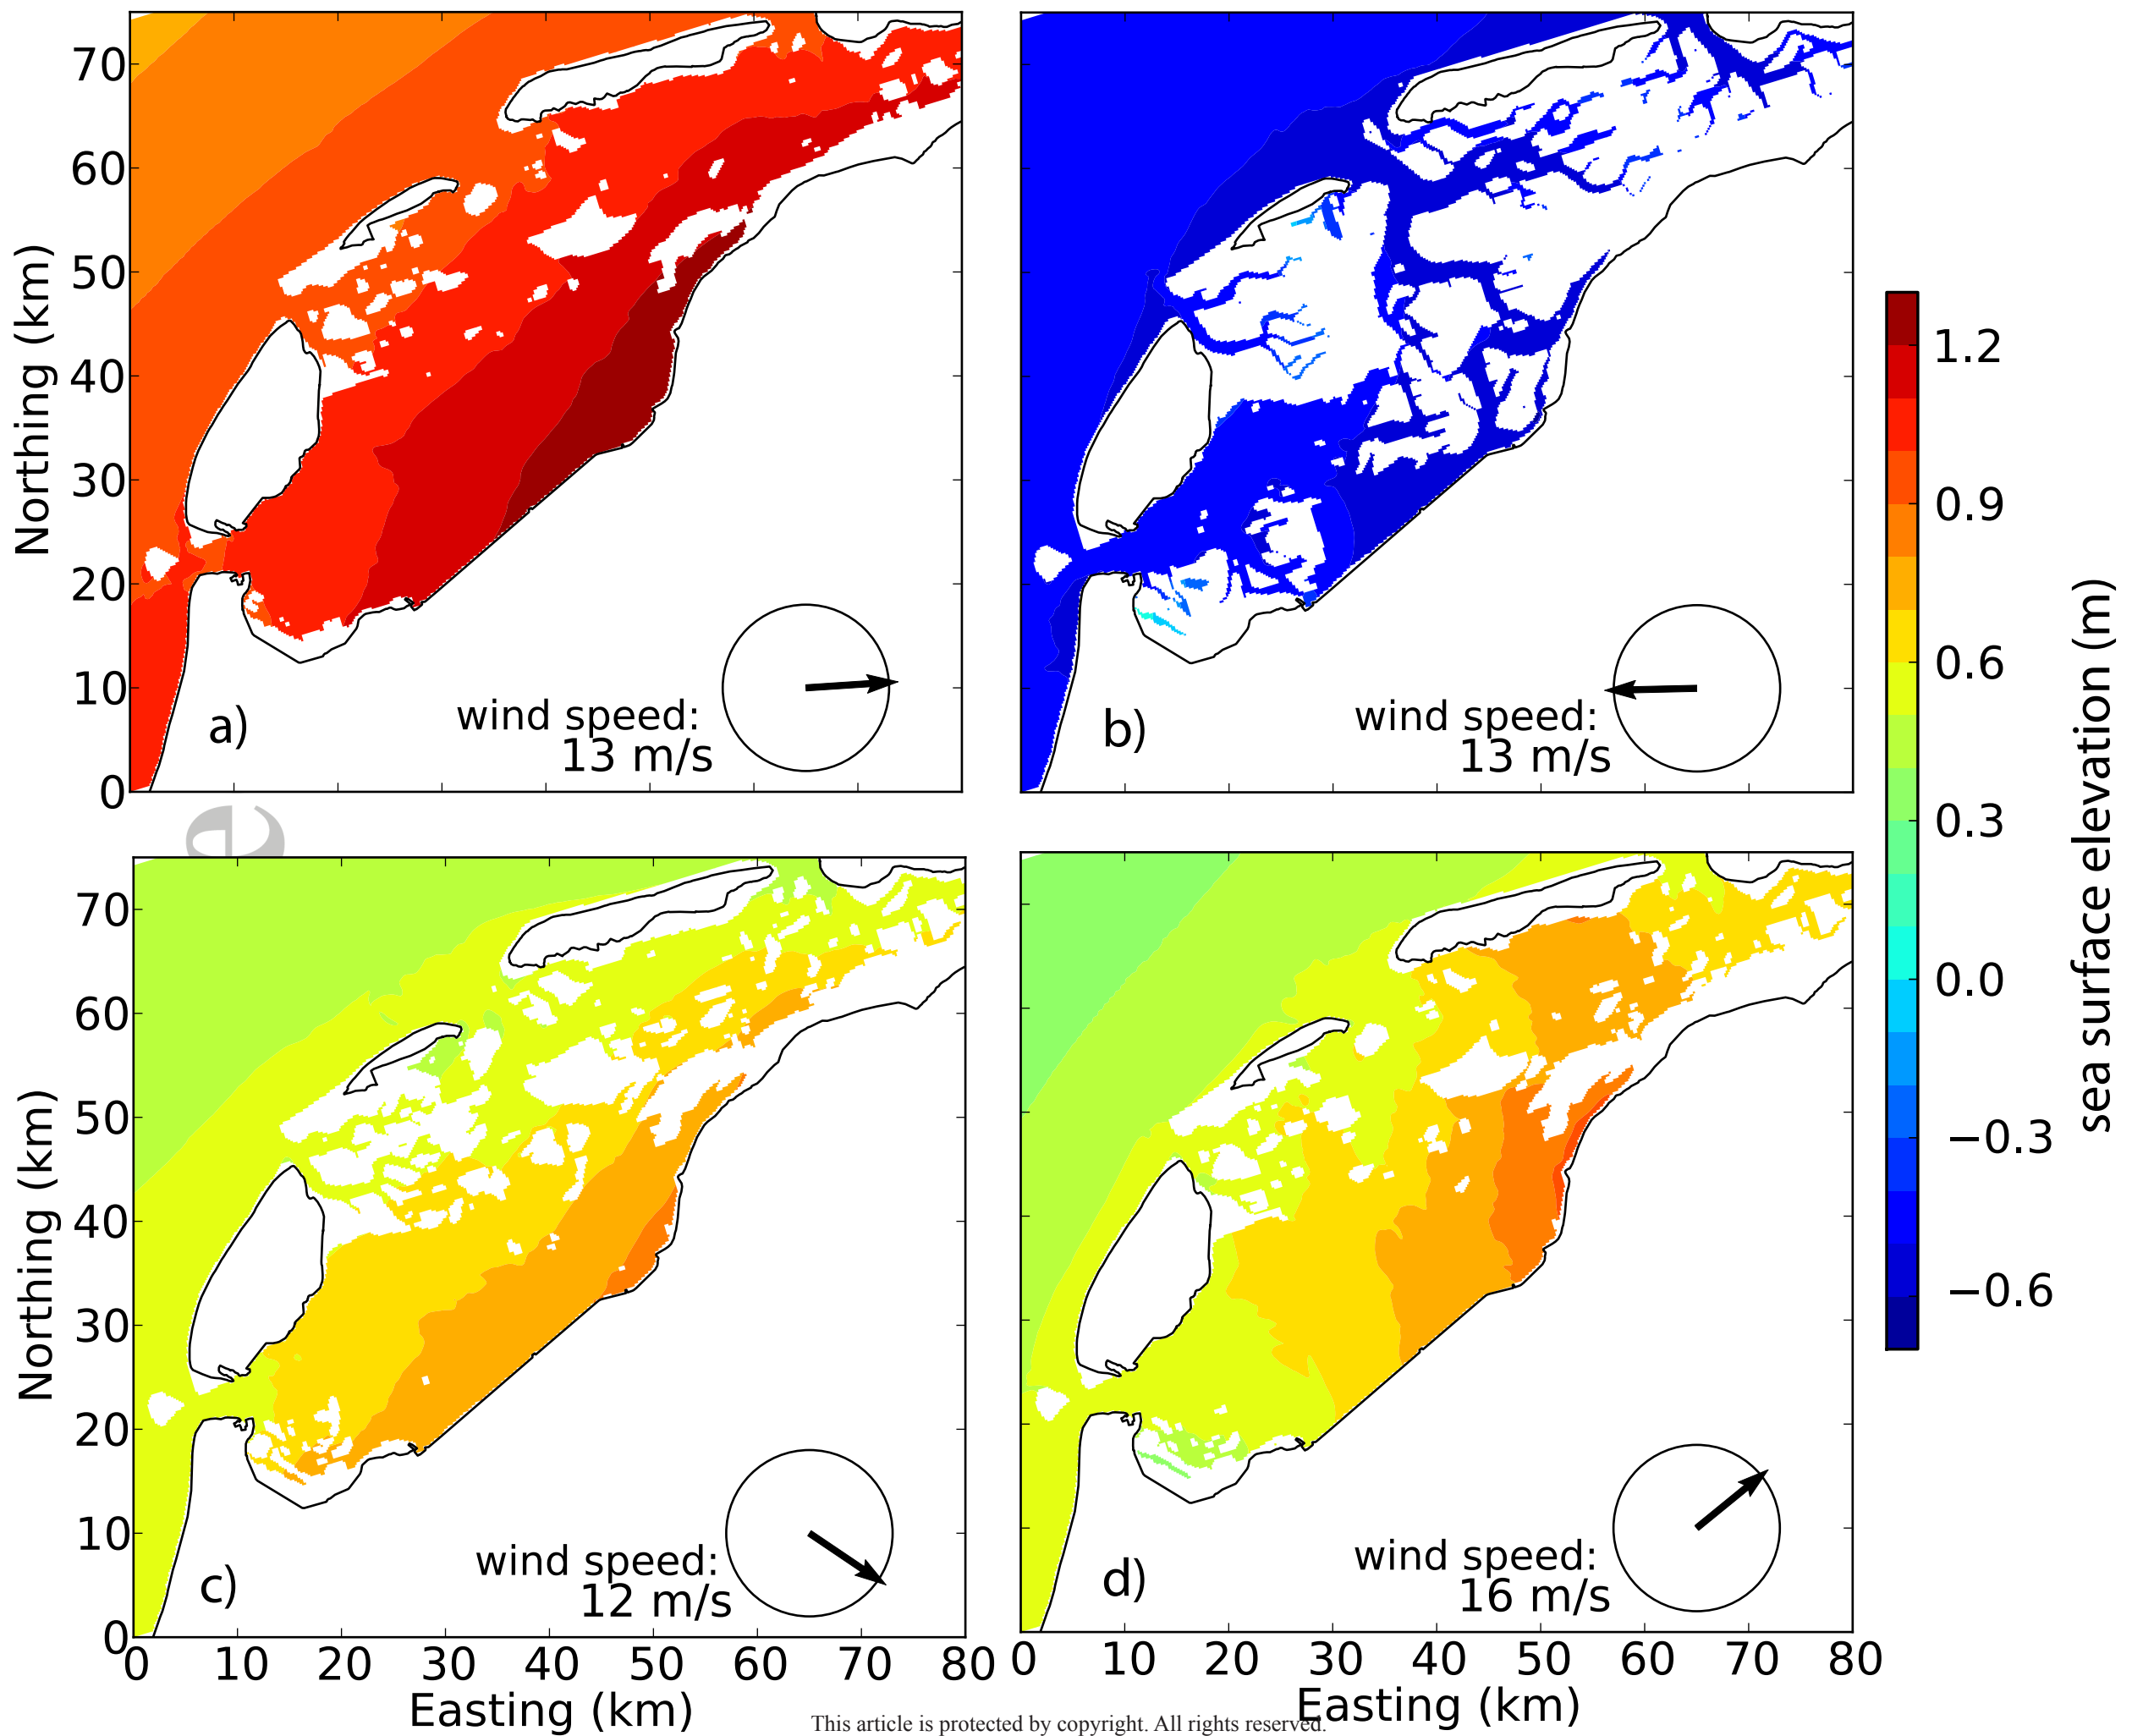 70
60
50
40
30
20
10
0
Northing (km)
a)
wind speed:
13 m/s
b)
wind speed:
13 m/s
1.2
0.9
0.6
0.3
0.0
−0.3
−0.6
sea surface elevation (m)
e
70
60
50
40
30
20
10
0
Northing (km)
c)
wind speed:
12 m/s
d)
wind speed:
16 m/s
0 10 20 30 40 50 60 70 80
0 10 20 30 40 50 60 70 80
Easting (km)
Easting (km)
This article is protected by copyright. All rights reserved.